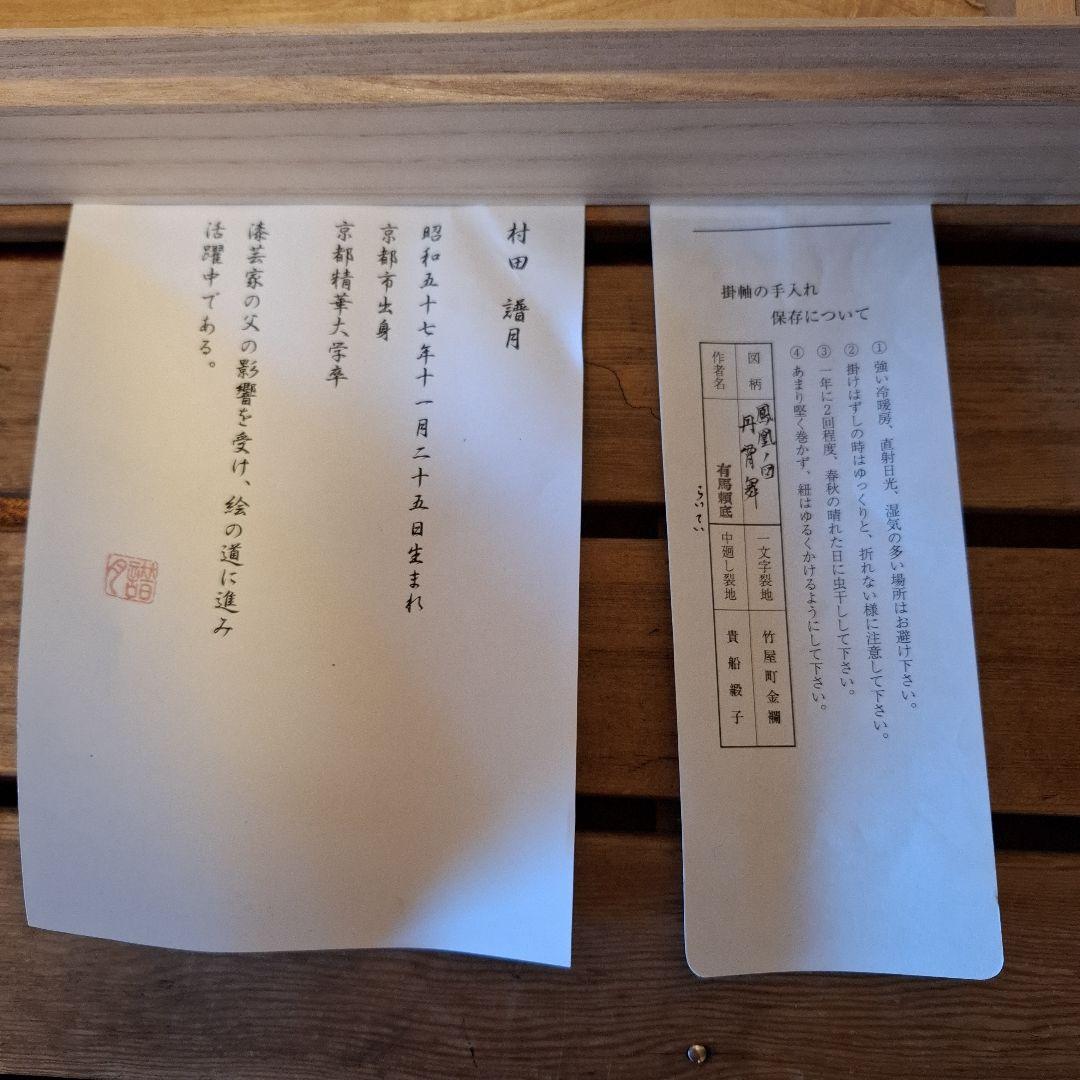 村田 譜月
昭和五十七年十一月二十五日生まれ
京都市出身
京都精華大学卒
漆芸家の父の影響を受け、絵の道に進み
活躍中である。
掛軸の手入れ
保存について
① 強い冷暖房、直射日光、湿気の多い場所はお避け下さい。
② 掛けはずしの時はゆっくりと、折れない様に注意して下さい。
③ 一年に2回程度、春秋の晴れた日に虫干しして下さい。
④ あまり堅く巻かず、紐はゆるくかけるようにして下さい。
図柄 鳳凰ノ図 丹霄 一文字裂地 竹屋町金襴
作者名 有馬頼底 中廻し裂地 貴船緞子
らいてい